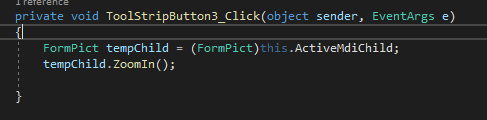 1 reference
private void ToolStripButton3_Click(object sender, EventArgs e)
{
FormPict tempChild = (FormPict)this.ActiveMdiChild;
tempChild.ZoomIn();
}